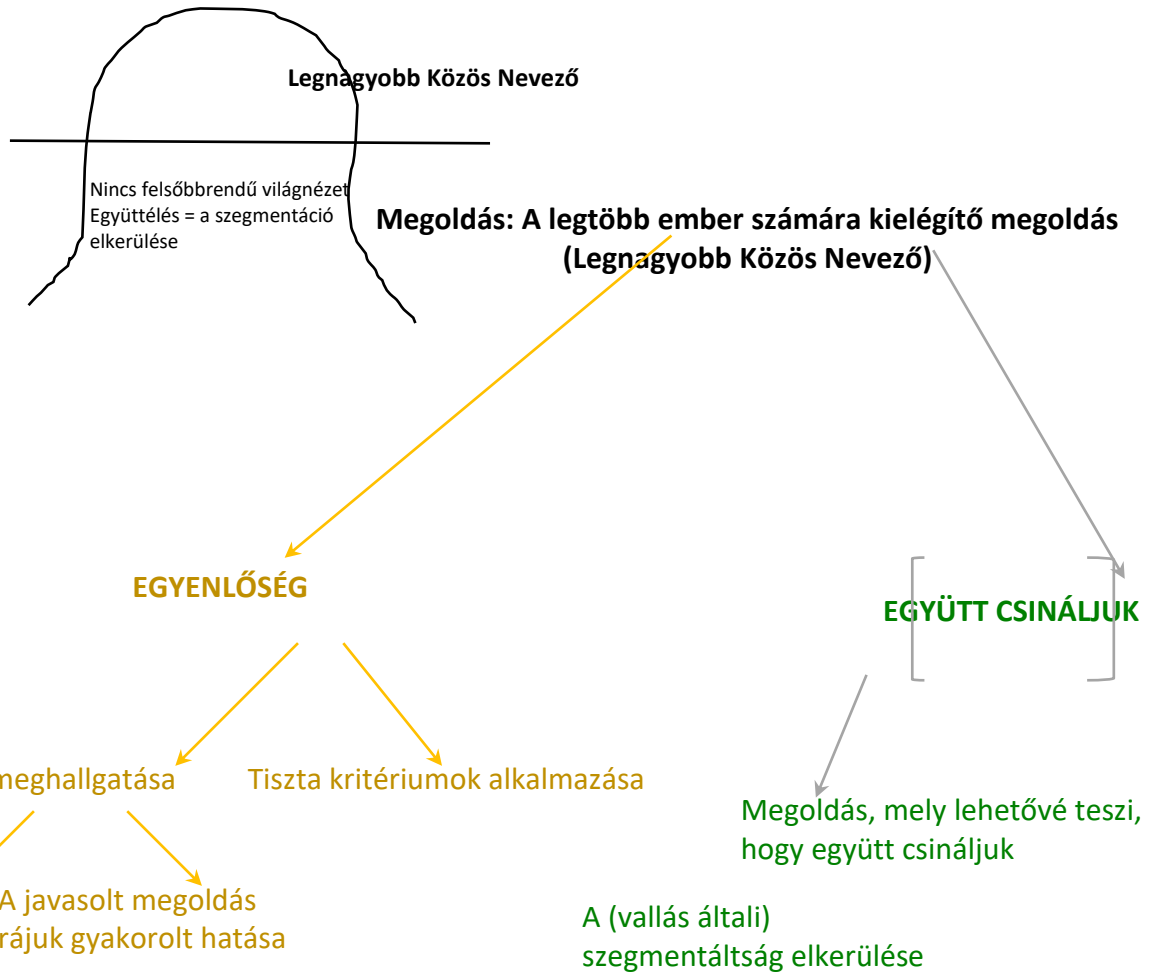 Legnagyobb Közös Nevező
Nincs felsőbbrendű világnézet
Együttélés = a szegmentáció
elkerülése
Megoldás: A legtöbb ember számára kielégítő megoldás
(Legnagyobb Közös Nevező)
EGYENLŐSÉG
EGYÜTT CSINÁLJUK
meghallgatása
Tiszta kritériumok alkalmazása
Megoldás, mely lehetővé teszi,
hogy együtt csináljuk
A javasolt megoldás
rájuk gyakorolt hatása
A (vallás általi)
szegmentáltság elkerülése